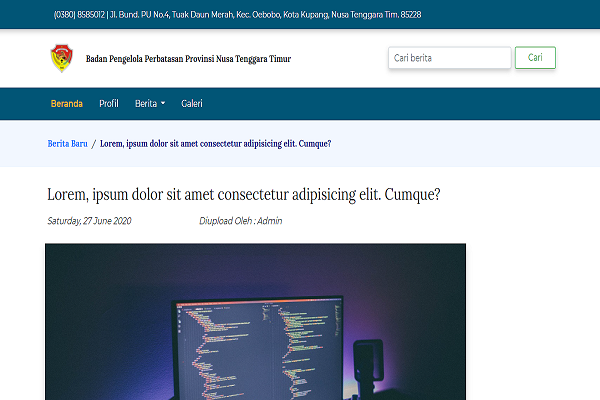 (0380) 8585012 | Jl. Bund. PU No.4, Tuak Daun Merah, Kec. Oebobo, Kota Kupang, Nusa Tenggara Tim. 85228
Badan Pengelola Perbatasan Provinsi Nusa Tenggara Timur
Cari berita
Cari
Beranda Profil Berita Galeri
Berita Baru / Lorem, ipsum dolor sit amet consectetur adipisicing elit. Cumque?
Lorem, ipsum dolor sit amet consectetur adipisicing elit. Cumque?
Saturday, 27 June 2020 Diupload Oleh : Admin